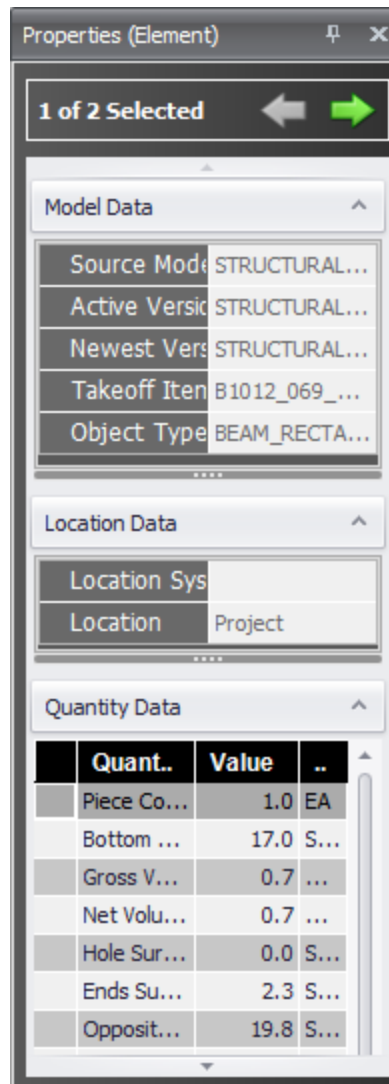 Properties (Element)
1 of 2 Selected
Model Data
Source Mode STRUCTURAL...
Active Versic STRUCTURAL...
Newest Vers STRUCTURAL...
Takeoff Iten B1012_069_...
Object Type BEAM_RECTA...
Location Data
Location Sys
Location Project
Quantity Data
Quant.. Value ..
Piece Co... 1.0 EA
Bottom ... 17.0 S...
Gross V... 0.7 ...
Net Volu... 0.7 ...
Hole Sur... 0.0 S...
Ends Su... 2.3 S...
Opposit... 19.8 S...